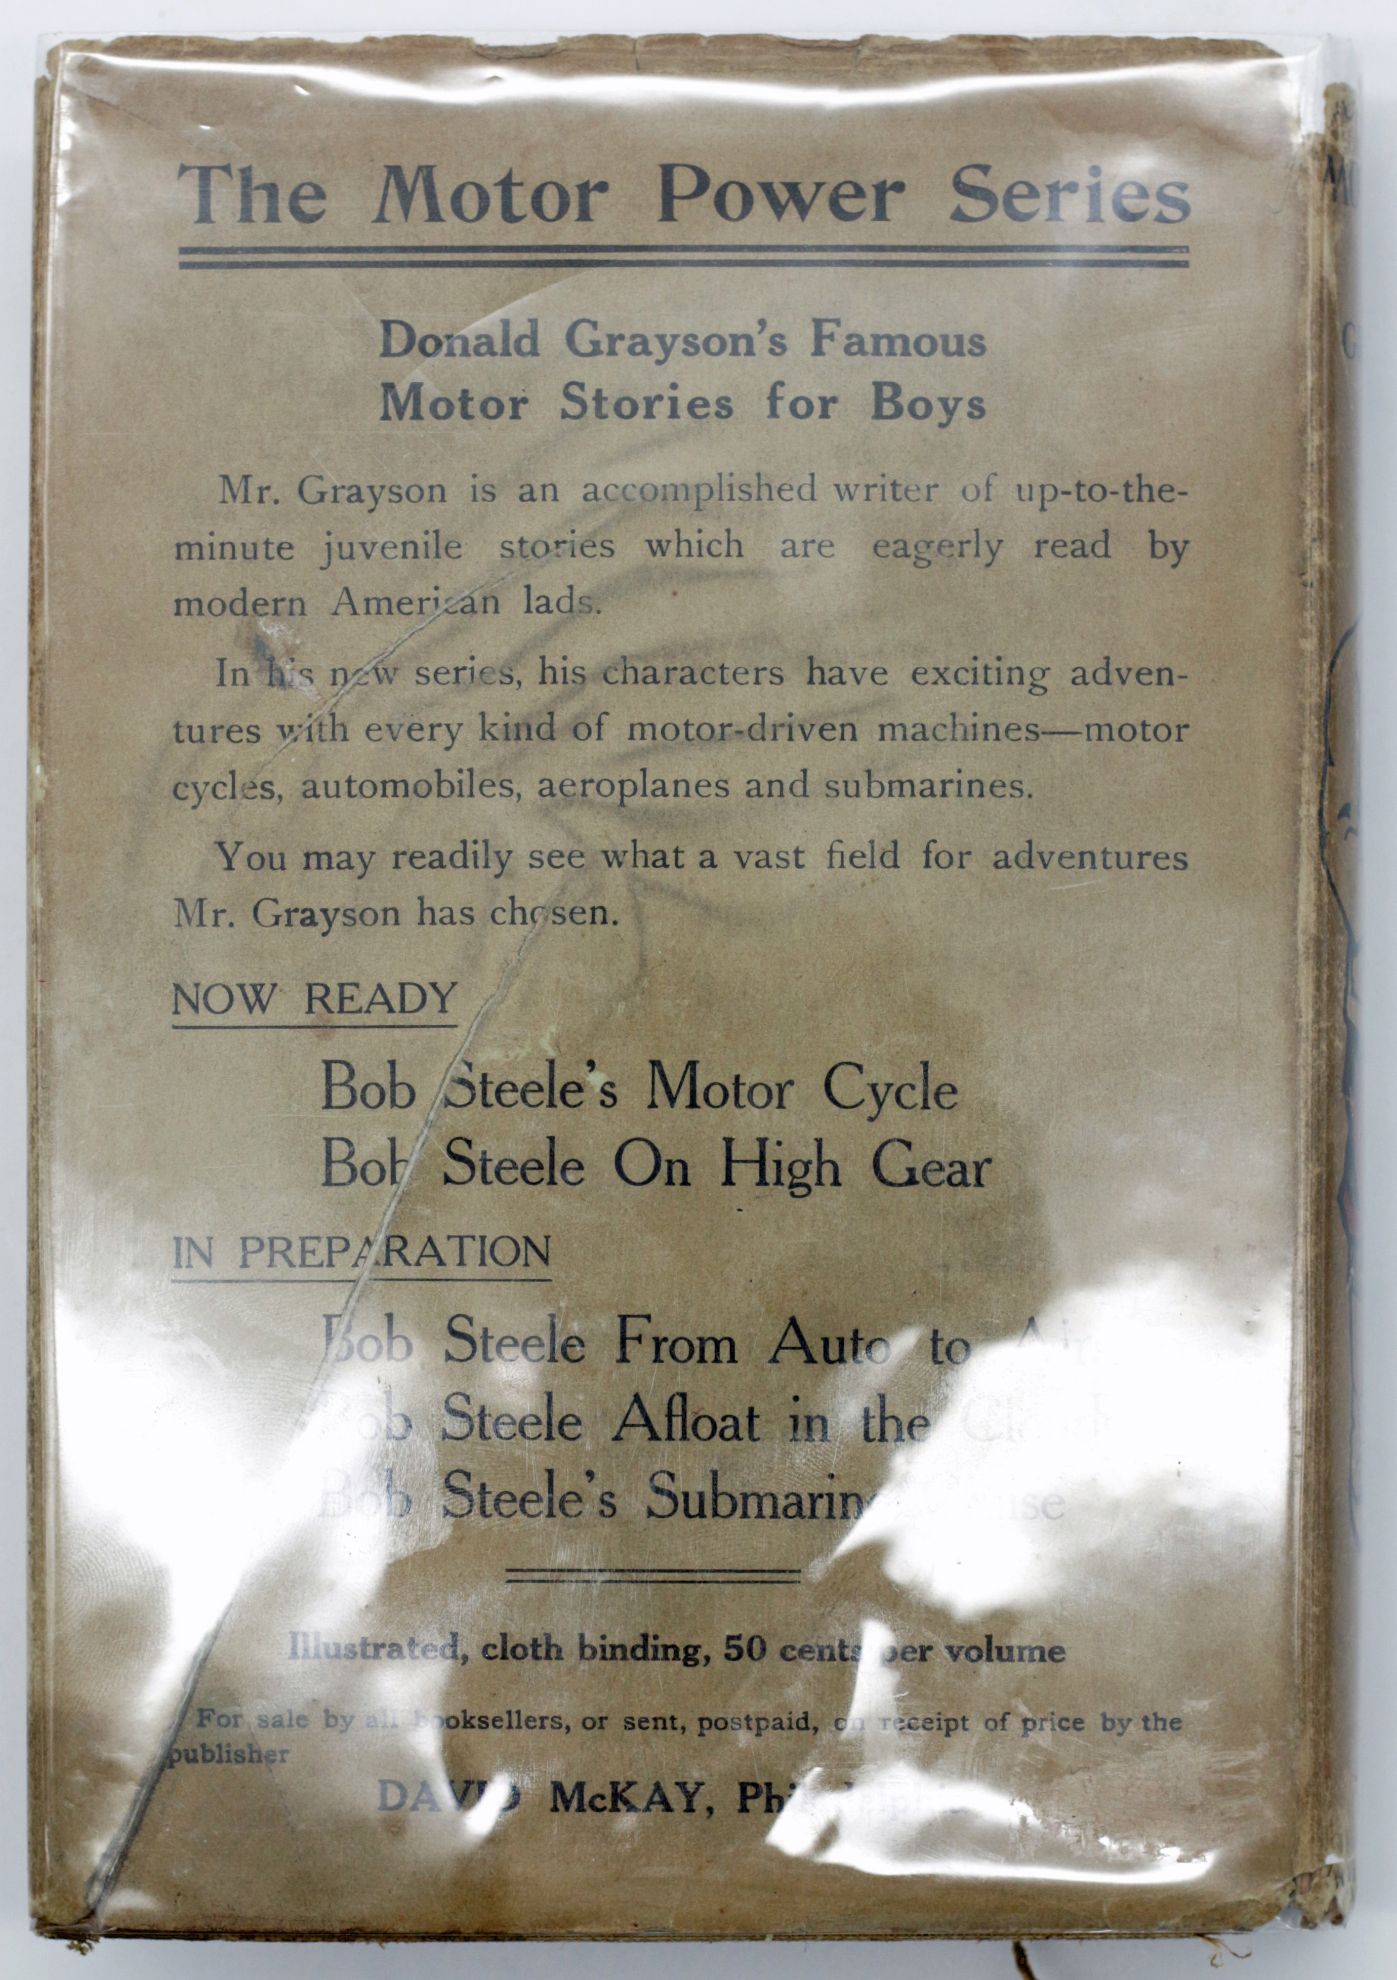 The Motor Power Series
Donald Grayson's Famous
Motor Stories for Boys
Mr. Grayson is an accomplished writer of up-to-the-
minute juvenile stories which are eagerly read by
modern American lads.
In his new series, his characters have exciting adven-
tures with every kind of motor-driven machines—motor
cycles, automobiles, aeroplanes and submarines.
You may readily see what a vast field for adventures
Mr. Grayson has chosen.
NOW READY
Bob Steele's Motor Cycle
Bob Steele On High Gear
IN PREPARATION
Bob Steele From Auto to Air
Bob Steele Afloat in the
Bob Steele's Submarine
Illustrated, cloth binding, 50 cents per volume
For sale by all booksellers, or sent, postpaid, on receipt of price by the
publisher
DAVID McKAY, Philadelphia